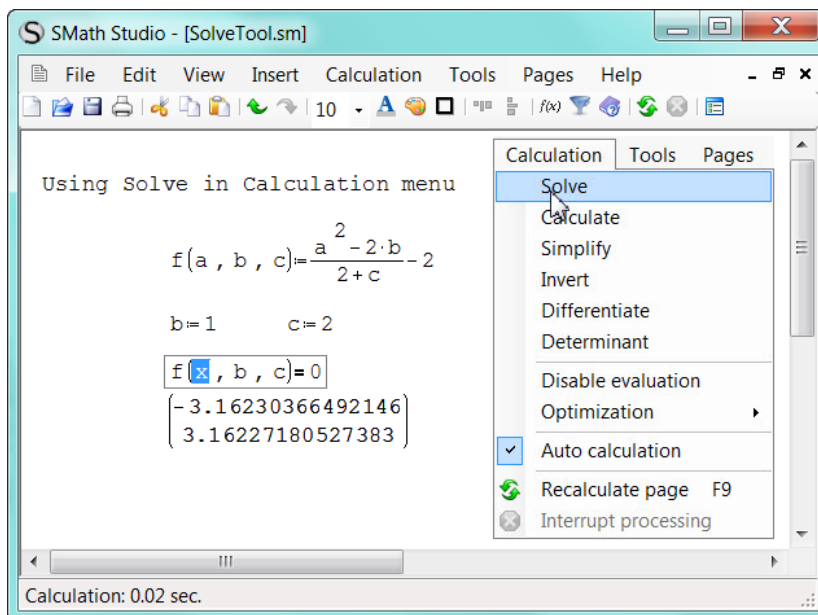 SMath Studio - [SolveTool.sm]
File Edit View Insert Calculation Tools Pages Help
10 A f(x)
Using Solve in Calculation menu
f(a, b, c):=(a^2-2·b)/(2+c)-2
b:=1 c:=2
f(x, b, c)=0
-3.16230366492146
3.16227180527383
Calculation Tools Pages
Solve
Calculate
Simplify
Invert
Differentiate
Determinant
Disable evaluation
Optimization
Auto calculation
Recalculate page F9
Interrupt processing
Calculation: 0.02 sec.